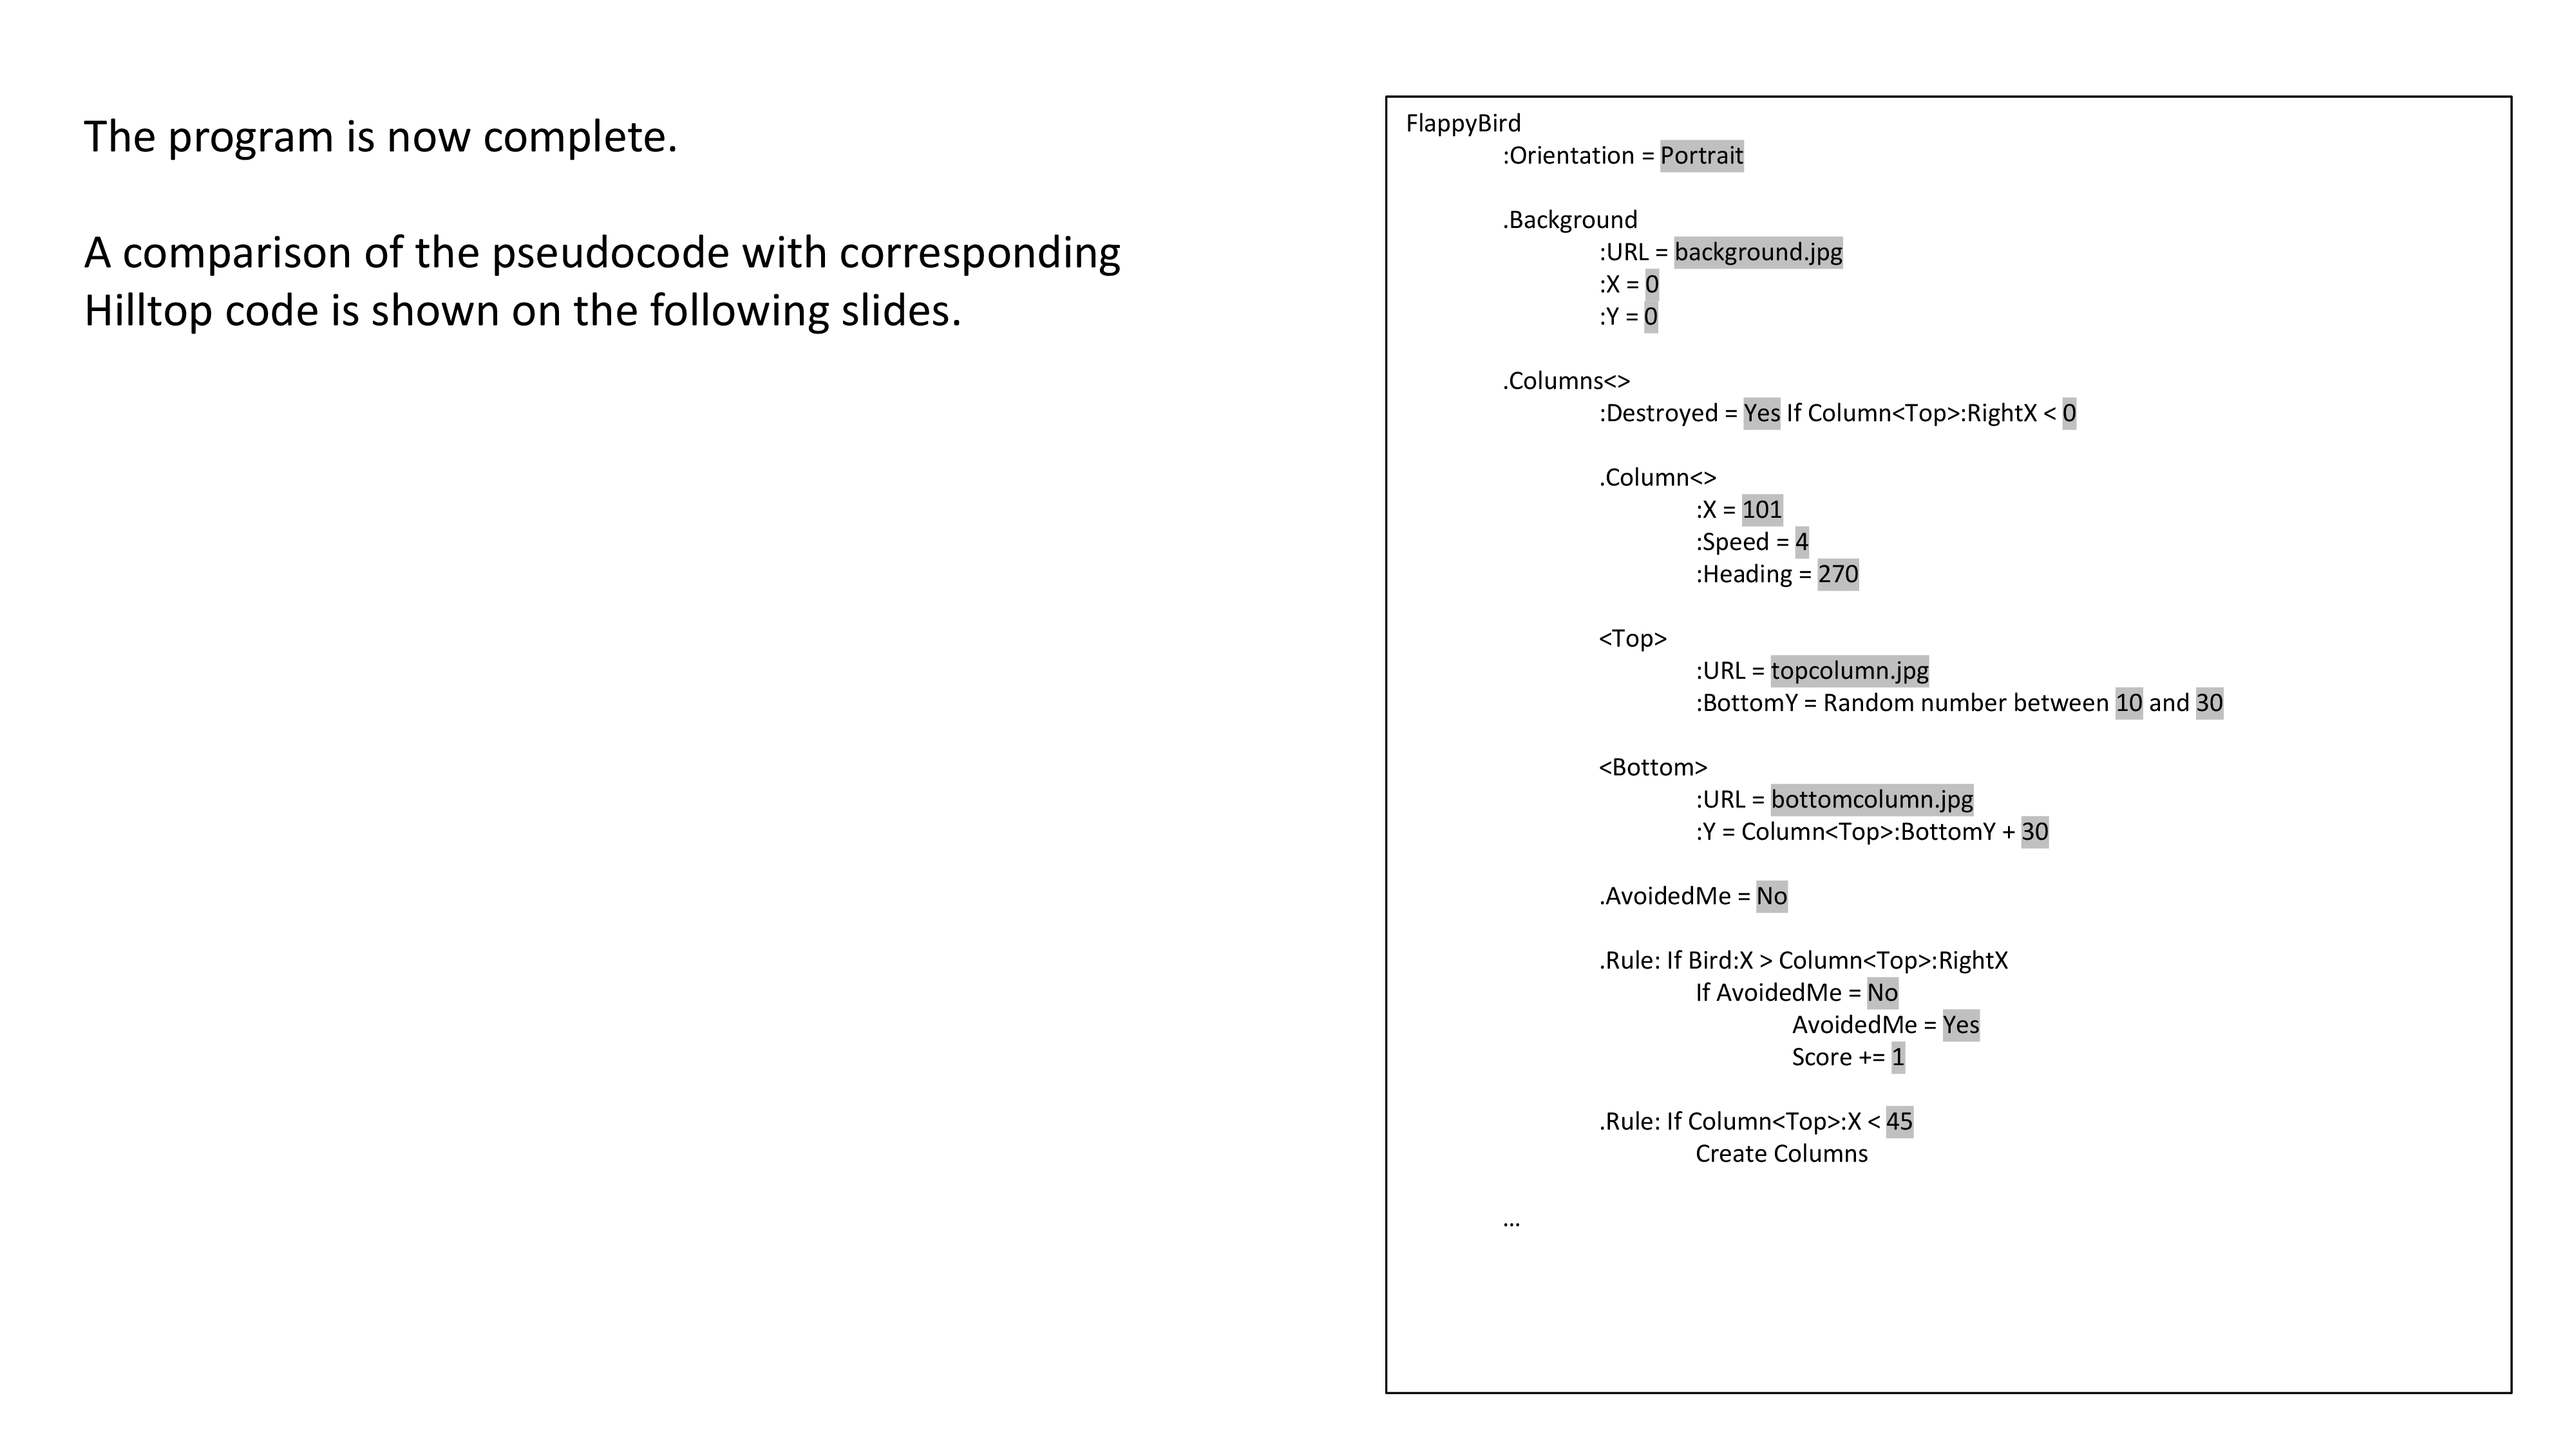 The program is now complete.
A comparison of the pseudocode with corresponding
Hilltop code is shown on the following slides.
FlappyBird
:Orientation = Portrait
.Background
:URL = background.jpg
:X = 0
:Y = 0
.Columns<>
:Destroyed = Yes If Column<Top>:RightX < 0
.Column<>
:X = 101
:Speed = 4
:Heading = 270
<Top>
:URL = topcolumn.jpg
:BottomY = Random number between 10 and 30
<Bottom>
:URL = bottomcolumn.jpg
:Y = Column<Top>:BottomY + 30
.AvoidedMe = No
.Rule: If Bird:X > Column<Top>:RightX
If AvoidedMe = No
AvoidedMe = Yes
Score += 1
.Rule: If Column<Top>:X < 45
Create Columns
...